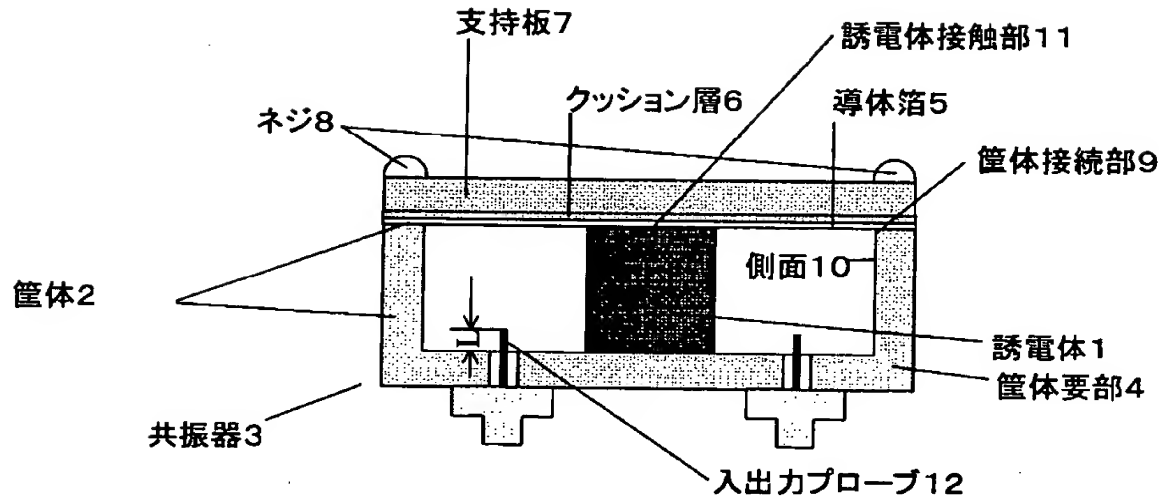 支持板7
誘電体接触部11
クッション層6
導体箔5
ネジ8
筐体接続部9
側面10
筐体2
L
誘電体1
筐体要部4
共振器3
入出力プローブ12